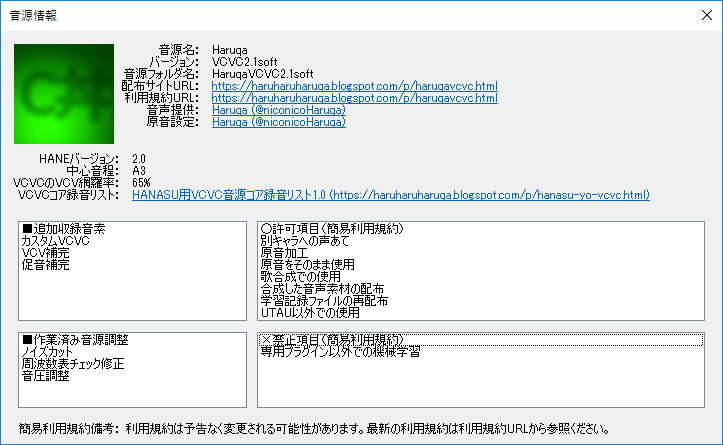 音源情報
C#
音源名: Haruqa
バージョン: VCVC2.1soft
音源フォルダ名: HaruqaVCVC2.1soft
配布サイトURL: https://haruharuharuqa.blogspot.com/p/haruqavcvc.html
利用規約URL: https://haruharuharuqa.blogspot.com/p/haruqavcvc.html
音声提供: Haruqa (@niconicoHaruqa)
原音設定: Haruqa (@niconicoHaruqa)
HANEバージョン: 2.0
中心音程: A3
VCVCのVCV網羅率: 65%
VCVCコア録音リスト: HANASU用VCVC音源コア録音リスト1.0 (https://haruharuharuqa.blogspot.com/p/hanasu-yo-vcvc.html)
■追加収録音素
カスタムVCVC
VCV補完
促音補完
○許可項目(簡易利用規約)
別キャラへの声あて
原音加工
原音をそのまま使用
歌合成での使用
合成した音声素材の配布
学習記録ファイルの再配布
UTAU以外での使用
■作業済み音源調整
ノイズカット
周波数表チェック修正
音圧調整
×禁止項目(簡易利用規約)
専用プラグイン以外での機械学習
簡易利用規約備考: 利用規約は予告なく変更される可能性があります。最新の利用規約は利用規約URLから参照ください。